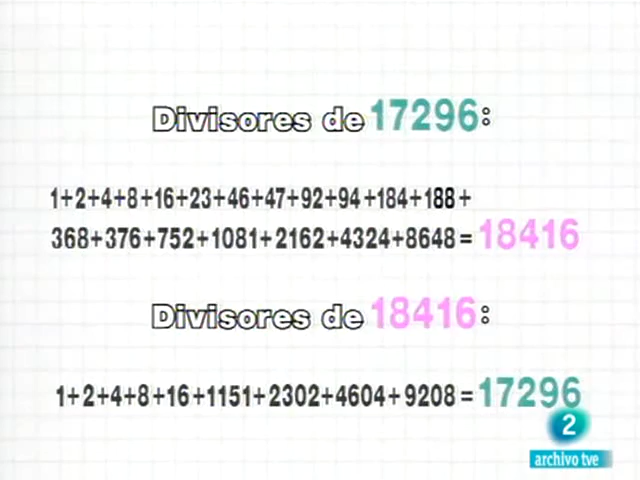 Divisores de 17296:
1+2+4+8+16+23+46+47+92+94+184+188+
368+376+752+1081+2162+4324+8648=18416
Divisores de 18416:
1+2+4+8+16+1151+2302+4604+9208=17296
2
archivo tve